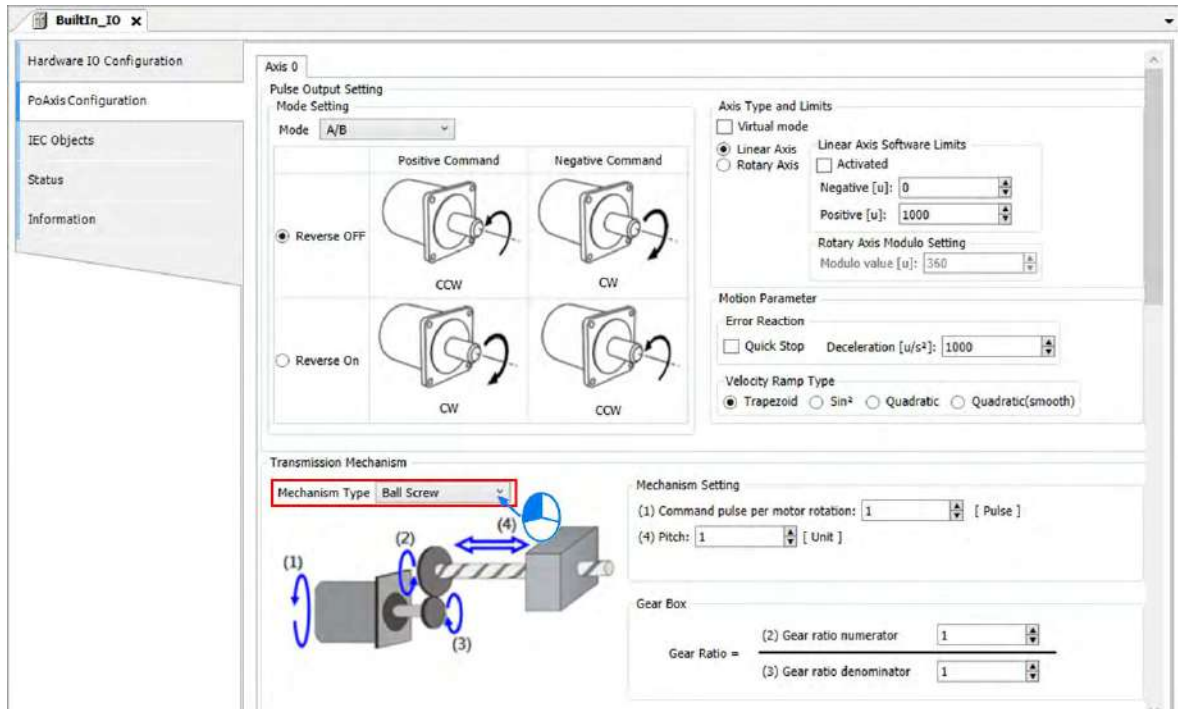 BuiltIn_IO x
Hardware IO Configuration
PoAxis Configuration
IEC Objects
Status
Information
Axis 0
Pulse Output Setting
Mode Setting
Mode A/B
Positive Command Negative Command
Reverse OFF
CCW CW
Reverse On
CW CCW
Axis Type and Limits
Virtual mode
Linear Axis
Rotary Axis
Linear Axis Software Limits
Activated
Negative [u]: 0
Positive [u]: 1000
Rotary Axis Modulo Setting
Modulo value [u]: 360
Motion Parameter
Error Reaction
Quick Stop Deceleration [u/s²]: 1000
Velocity Ramp Type
Trapezoid Sin² Quadratic Quadratic(smooth)
Transmission Mechanism
Mechanism Type Ball Screw
(1)
(2)
(4)
(3)
Mechanism Setting
(1) Command pulse per motor rotation: 1 [ Pulse ]
(4) Pitch: 1 [ Unit ]
Gear Box
Gear Ratio =
(2) Gear ratio numerator 1
(3) Gear ratio denominator 1